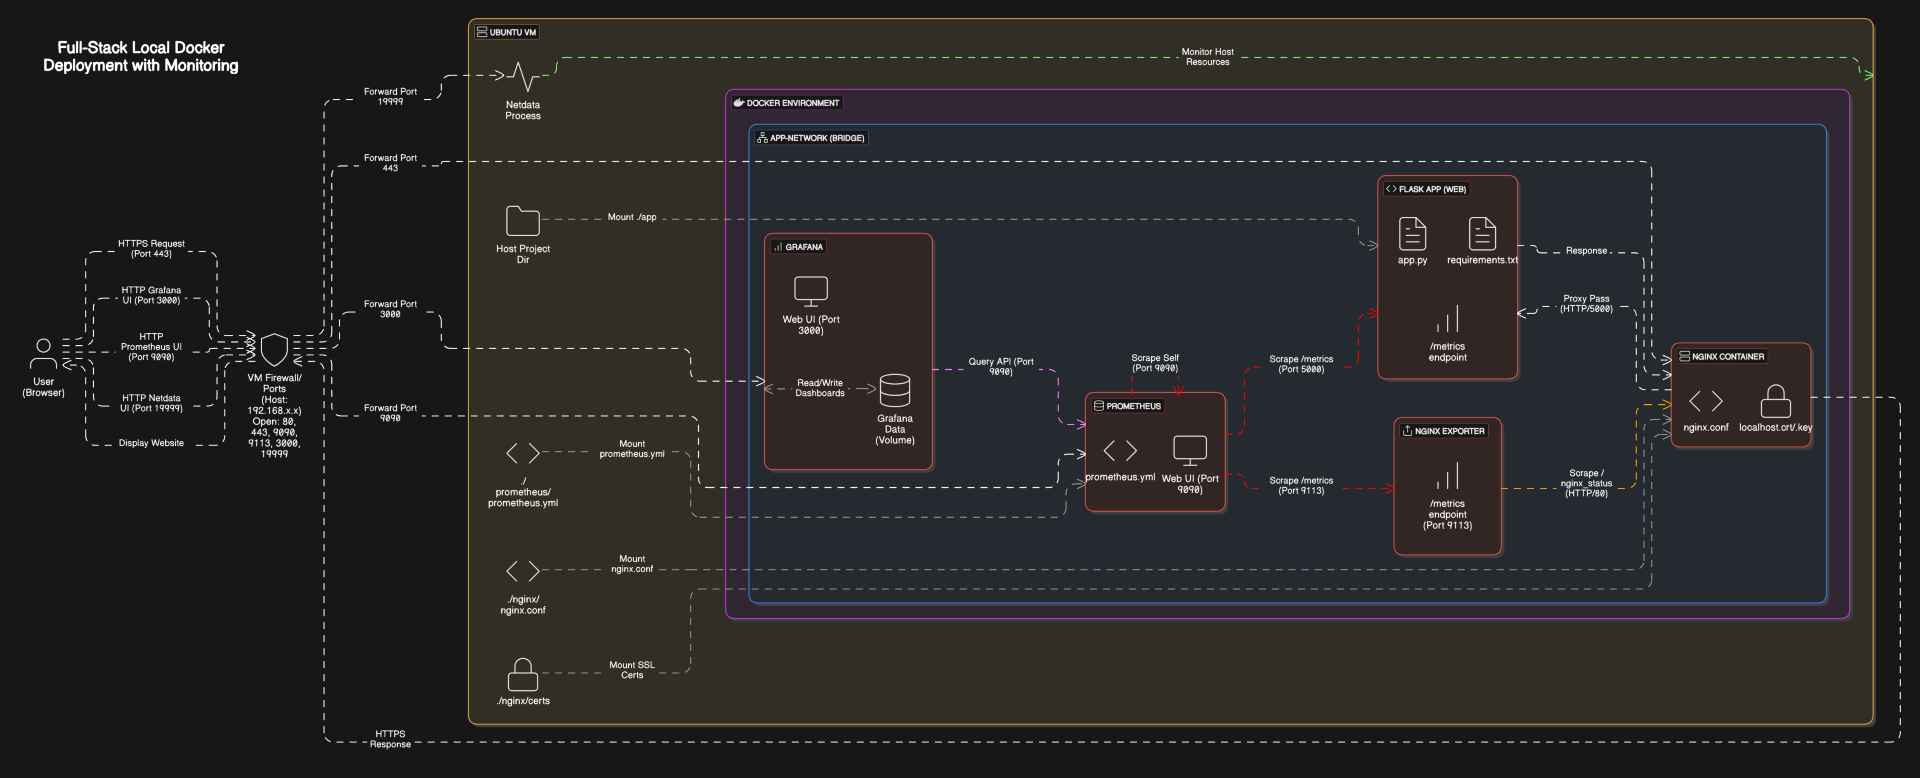 Full-Stack Local Docker
Deployment with Monitoring
UBUNTU VM
Monitor Host
Resources
Netdata
Process
Forward Port
19999
DOCKER ENVIRONMENT
APP-NETWORK (BRIDGE)
Forward Port
443
FLASK APP (WEB)
app.py
requirements.txt
/metrics
endpoint
Mount ./app
Host Project
Dir
GRAFANA
Web UI (Port
3000)
Read/Write
Dashboards
Grafana
Data
(Volume)
HTTPS Request
(Port 443)
HTTP Grafana
UI (Port 3000)
HTTP
Prometheus UI
(Port 9090)
HTTP Netdata
UI (Port 19999)
Display Website
User
(Browser)
VM Firewall/
Ports
(Host:
192.168.x.x)
Open: 80,
443, 9090,
9113, 3000,
19999
Forward Port
3000
Forward Port
9090
Response
Proxy Pass
(HTTP/5000)
NGINX CONTAINER
nginx.conf
localhost.crt/.key
Query API (Port
9090)
Scrape Self
(Port 9090)
Scrape /metrics
(Port 5000)
PROMETHEUS
prometheus.yml
Web UI (Port
9090)
Scrape /metrics
(Port 9113)
NGINX EXPORTER
/metrics
endpoint
(Port 9113)
Scrape /
nginx_status
(HTTP/80)
Mount
prometheus.yml
./
prometheus/
prometheus.yml
Mount
nginx.conf
./nginx/
nginx.conf
Mount SSL
Certs
./nginx/certs
HTTPS
Response